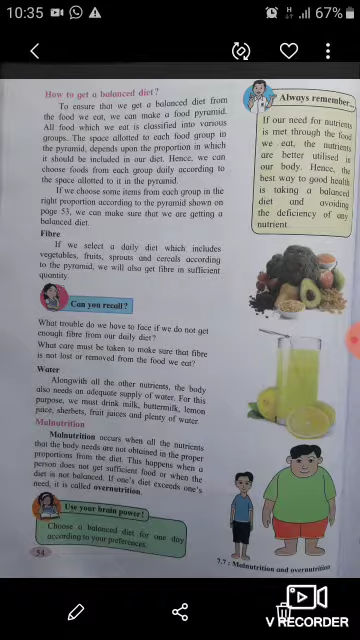 10:35
H
67%
How to get a balanced diet?
To ensure that we get a balanced diet from
the food we eat, we can make a food pyramid.
All food which we eat is classified into various
groups. The space allotted to each food group in
the pyramid, depends upon the proportion in which
it should be included in our diet. Hence, we can
choose foods from each group daily according to
the space allotted to it in the pyramid.
If we choose some items from each group in the
right proportion according to the pyramid shown on
page 53, we can make sure that we are getting a
balanced diet.
Fibre
If we select a daily diet which includes
vegetables, fruits, sprouts and cereals according
to the pyramid, we will also get fibre in sufficient
quantity.
Can you recall?
What trouble do we have to face if we do not get
enough fibre from our daily diet?
What care must be taken to make sure that fibre
is not lost or removed from the food we eat?
Water
Alongwith all the other nutrients, the body
also needs an adequate supply of water. For this
purpose, we must drink milk, buttermilk, lemon
juice, sherbets, fruit juices and plenty of water.
Malnutrition
Malnutrition occurs when all the nutrients
that the body needs are not obtained in the proper
proportions from the diet. This happens when a
person does not get sufficient food or when the
diet is not balanced. If one's diet exceeds one's
need, it is called overnutrition.
Use your brain power!
Choose a balanced diet for one day
according to your preferences.
54
Always remember...
If our need for nutrients
is met through the food
we eat, the nutrients
are better utilised in
our body. Hence, the
best way to good health
is taking a balanced
diet and avoiding
the deficiency of any
nutrient.
7.7 : Malnutrition and overnutrition
V RECORDER